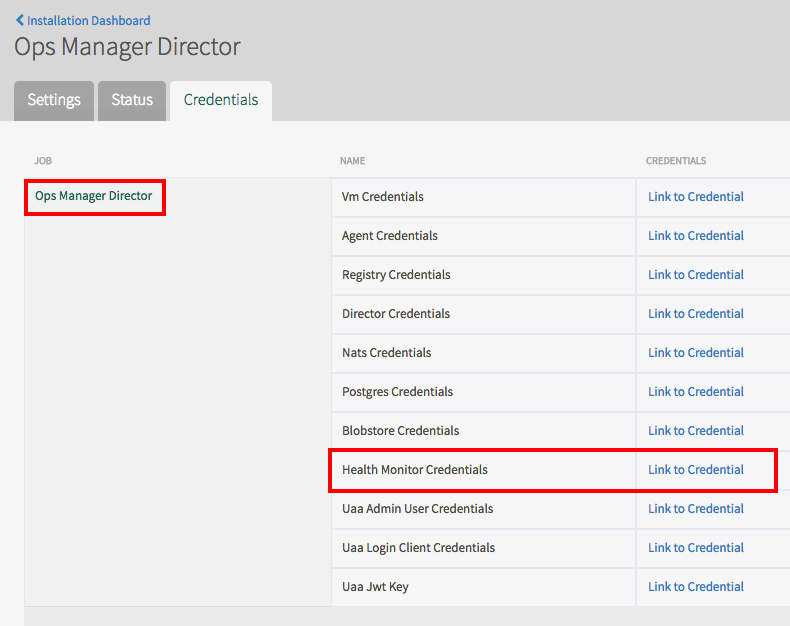 Installation Dashboard
Ops Manager Director
Settings Status Credentials
JOB NAME CREDENTIALS
Ops Manager Director Vm Credentials Link to Credential
Agent Credentials Link to Credential
Registry Credentials Link to Credential
Director Credentials Link to Credential
Nats Credentials Link to Credential
Postgres Credentials Link to Credential
Blobstore Credentials Link to Credential
Health Monitor Credentials Link to Credential
Uaa Admin User Credentials Link to Credential
Uaa Login Client Credentials Link to Credential
Uaa Jwt Key Link to Credential